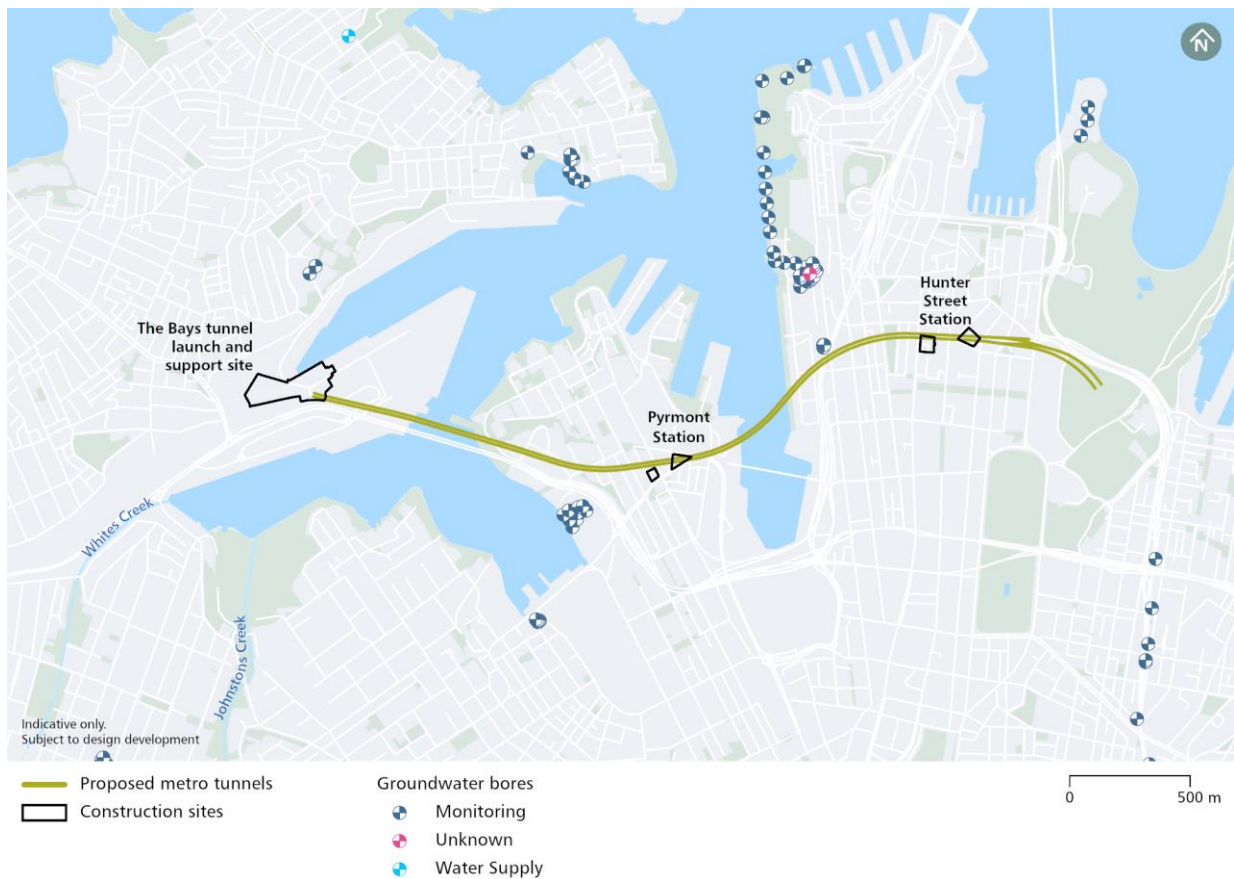 N
Hunter
Street
Station
The Bays tunnel
launch and
support site
Pyrmont
Station
Whites Creek
Johnstons Creek
Indicative only.
Subject to design development
Proposed metro tunnels
Construction sites
Groundwater bores
Monitoring
Unknown
Water Supply
0 500 m